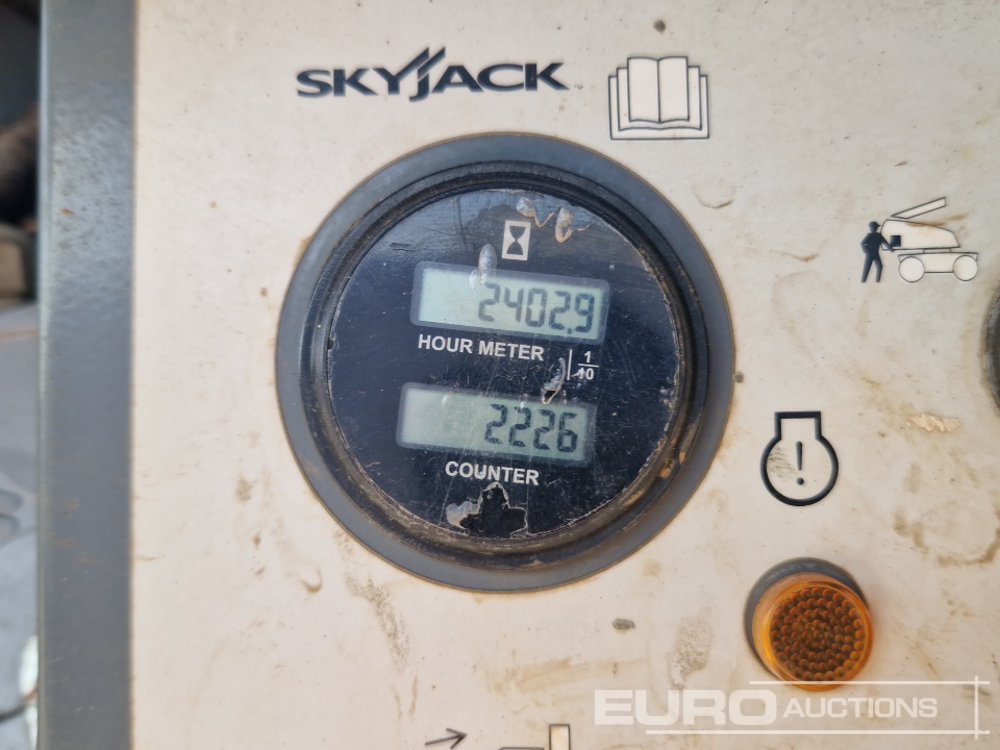 SKYJACK
2402.9
HOUR METER
1
10
2226
COUNTER
!
EURO AUCTIONS